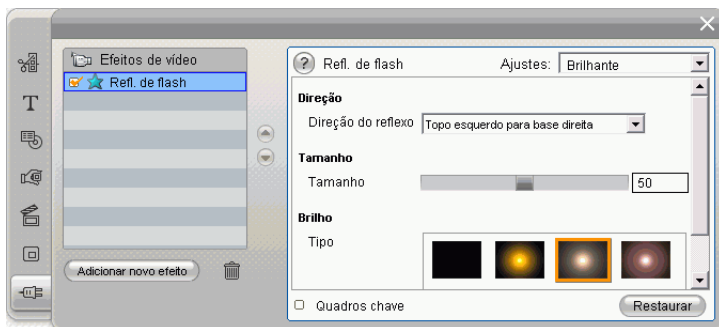 Efeitos de vídeo
Refl. de flash
Adicionar novo efeito
T
? Refl. de flash Ajustes: Brilhante
Direção
Direção do reflexo Topo esquerdo para base direita
Tamanho
Tamanho 50
Brilho
Tipo
Quadros chave Restaurar